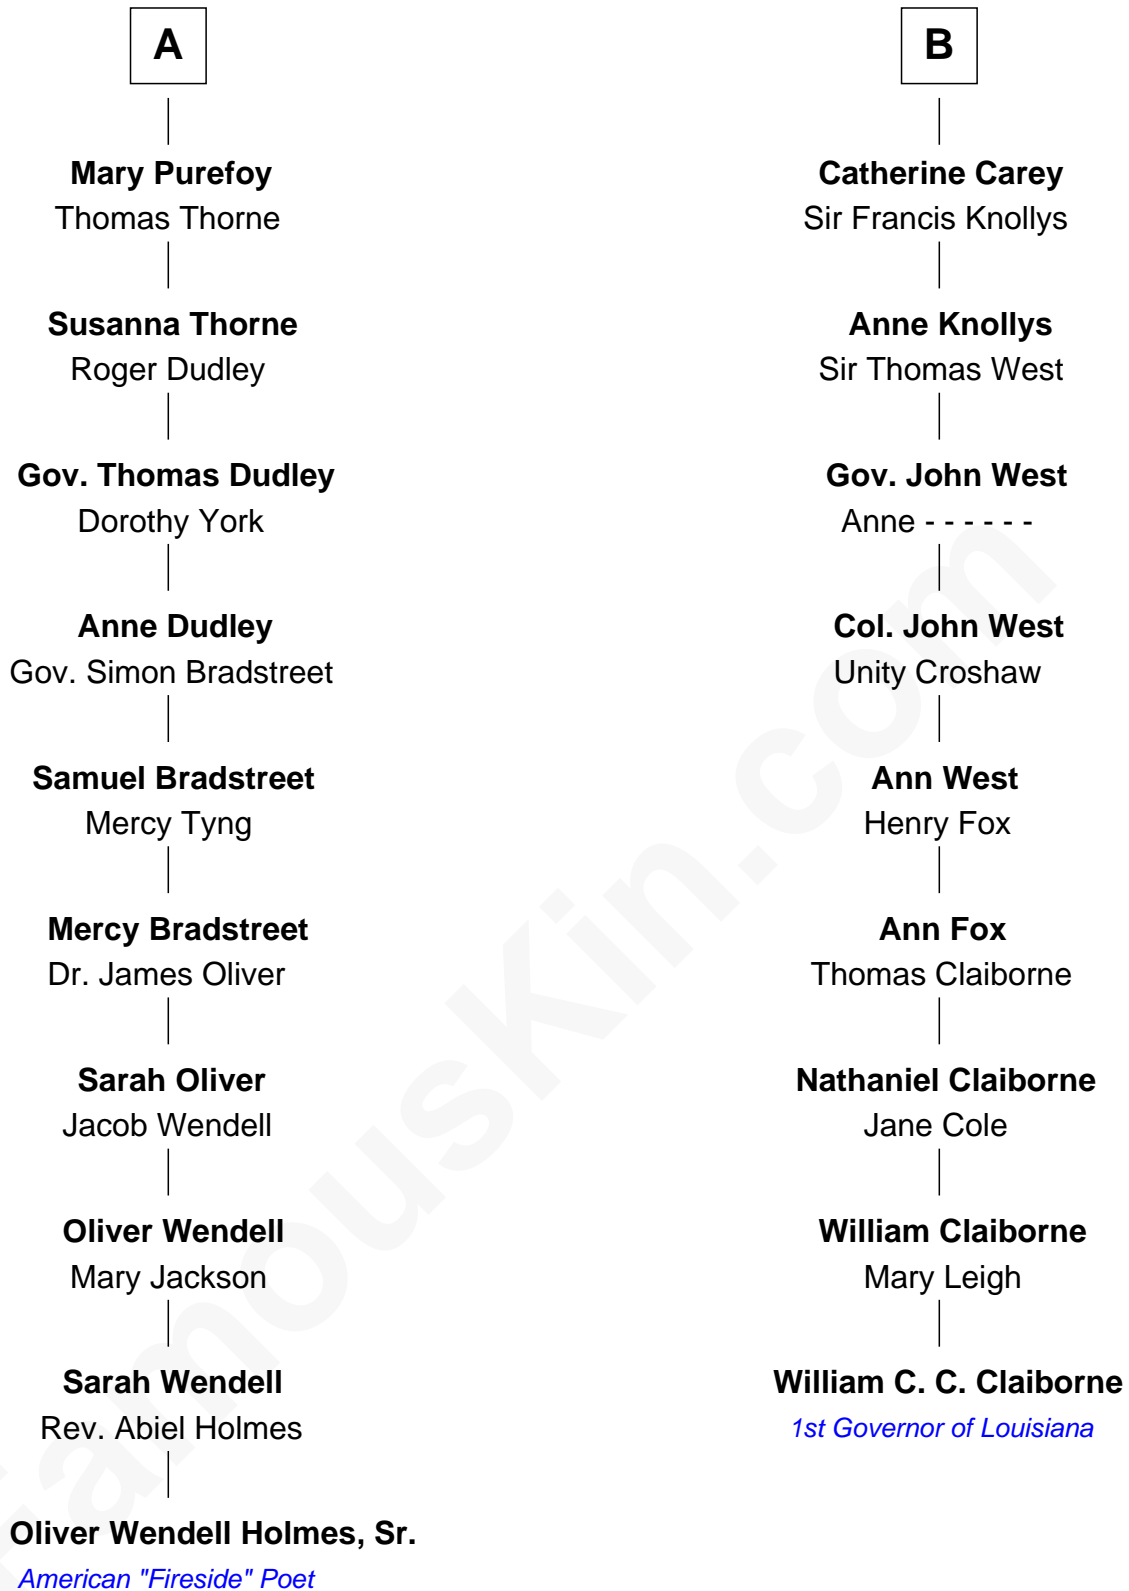 A
Mary Purefoy
Thomas Thorne
Susanna Thorne
Roger Dudley
Gov. Thomas Dudley
Dorothy York
Anne Dudley
Gov. Simon Bradstreet
Samuel Bradstreet
Mercy Tyng
Mercy Bradstreet
Dr. James Oliver
Sarah Oliver
Jacob Wendell
Oliver Wendell
Mary Jackson
Sarah Wendell
Rev. Abiel Holmes
Oliver Wendell Holmes, Sr.
American "Fireside" Poet
B
Catherine Carey
Sir Francis Knollys
Anne Knollys
Sir Thomas West
Gov. John West
Anne - - - - - -
Col. John West
Unity Croshaw
Ann West
Henry Fox
Ann Fox
Thomas Claiborne
Nathaniel Claiborne
Jane Cole
William Claiborne
Mary Leigh
William C. C. Claiborne
1st Governor of Louisiana
FamousKin.com